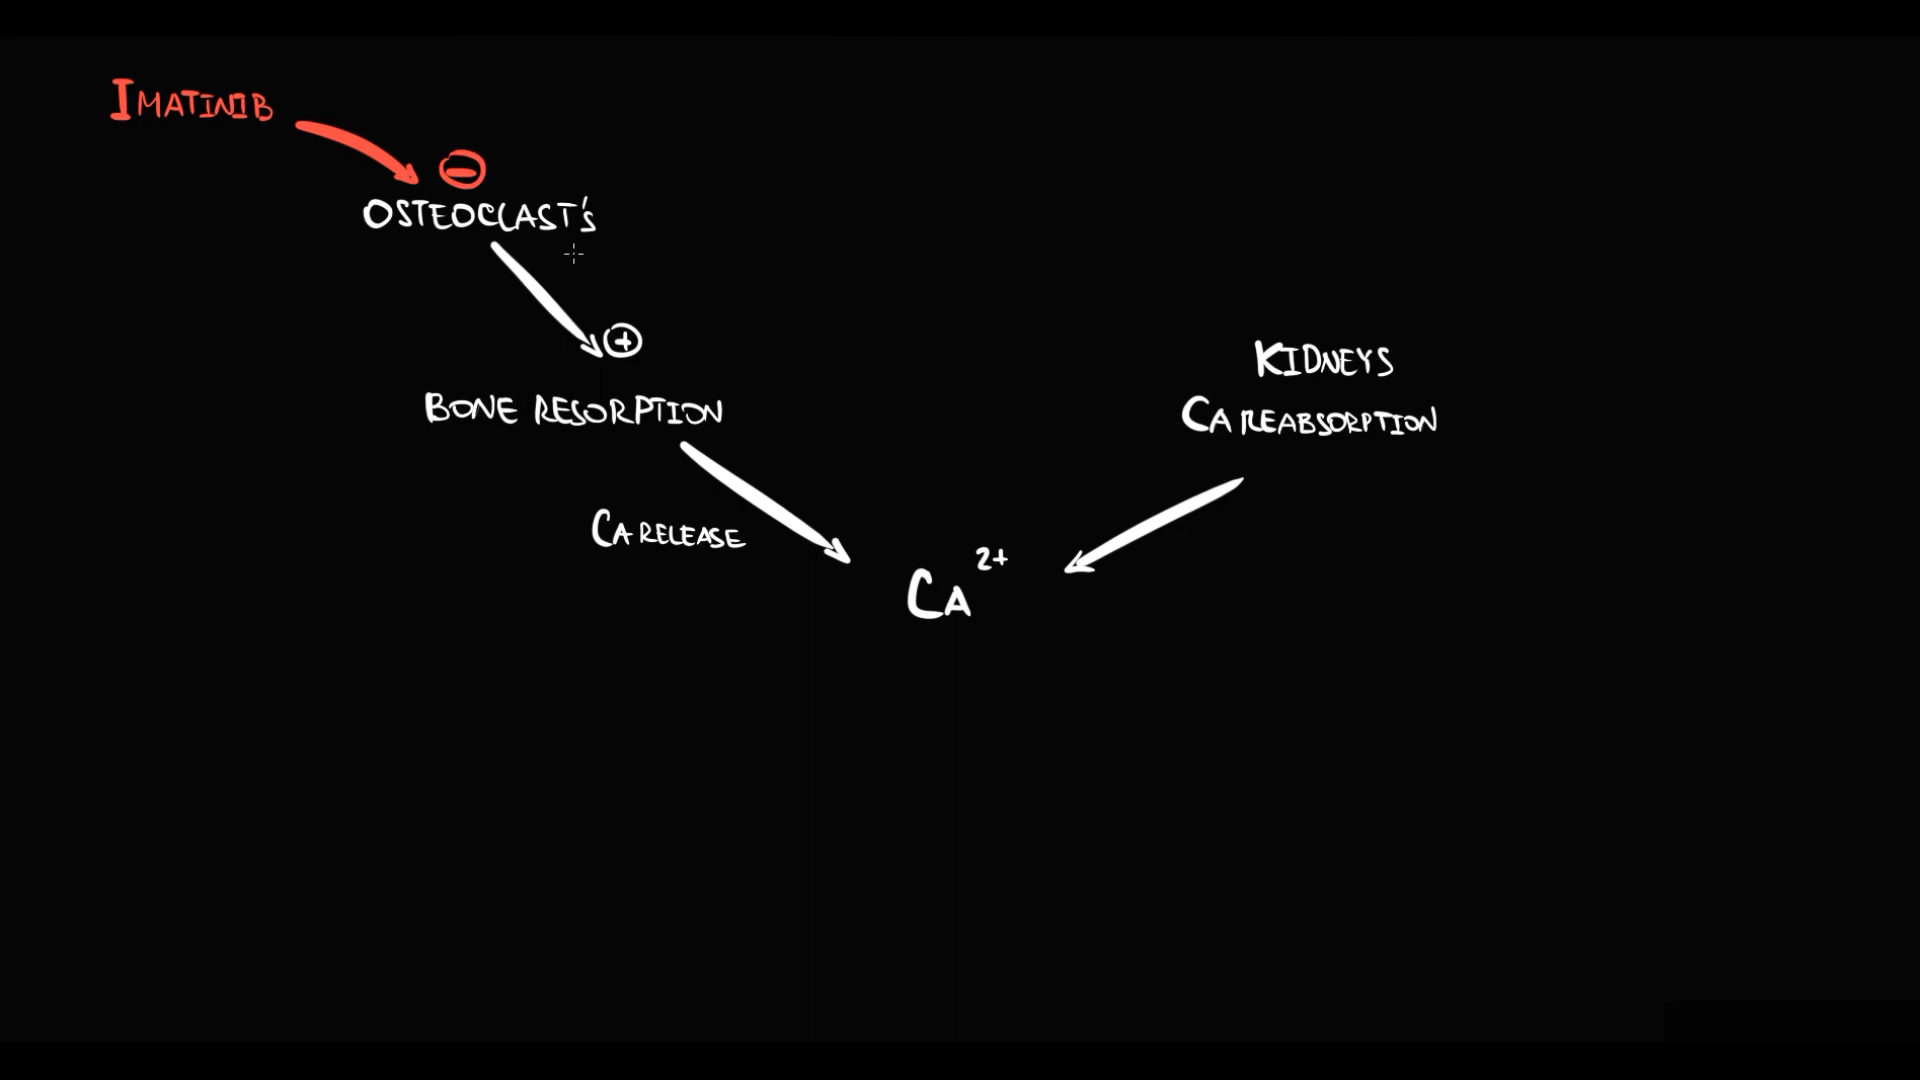 IMATINIB
⊖
OSTEOCLAST'S
⊕
BONE RESORPTION
KIDNEYS
CA REABSORPTION
CA RELEASE
CA²⁺